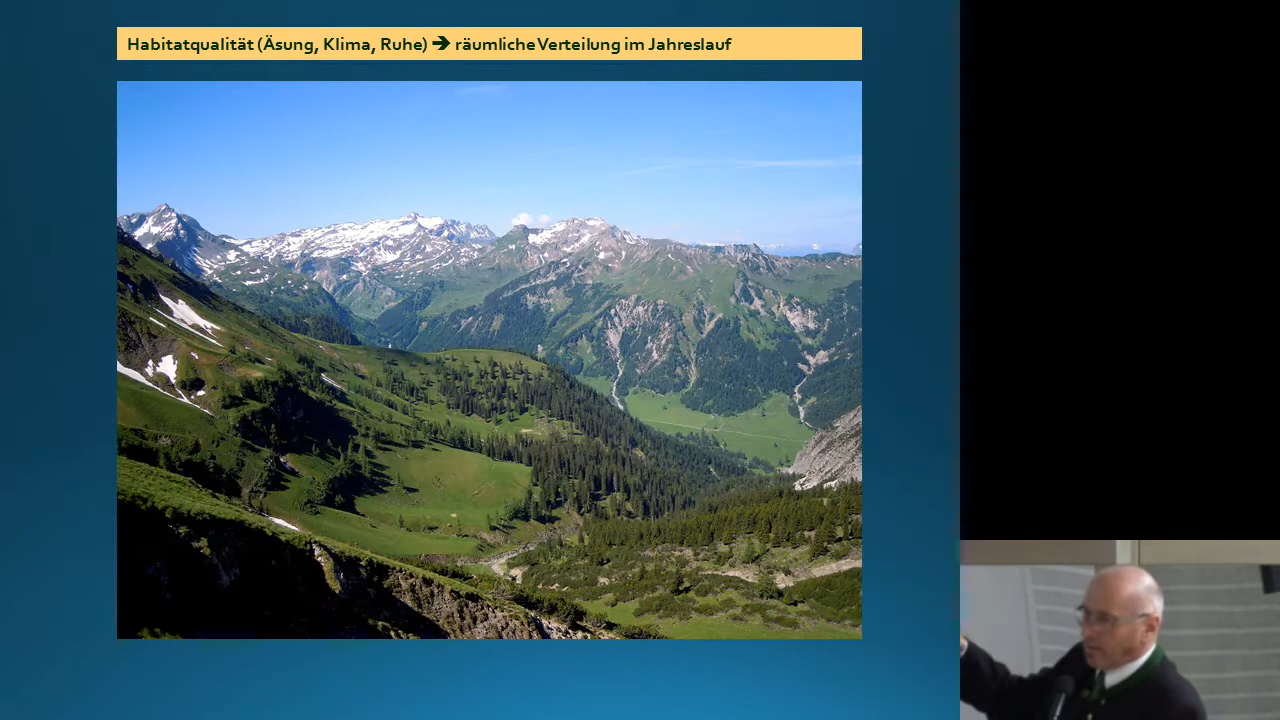 Habitatqualität (Äsung, Klima, Ruhe) 🡺 räumliche Verteilung im Jahreslauf